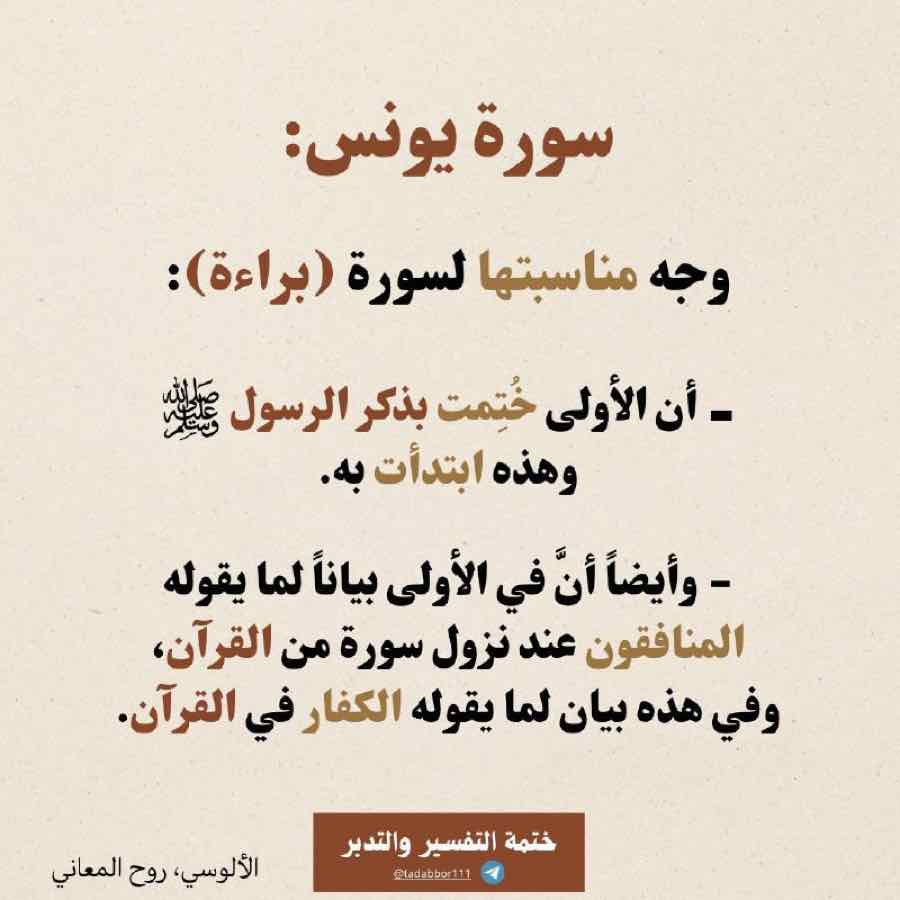 سورة يونس:
وجه مناسبتها لسورة (براءة):
ـ أن الأولى خُتِمت بذكر الرسول ﷺ
وهذه ابتدأت به.
- وأيضاً أنَّ في الأولى بياناً لما يقوله
المنافقون عند نزول سورة من القرآن،
وفي هذه بيان لما يقوله الكفار في القرآن.
ختمة التفسير والتدبر
@tadabbor111
الألوسي، روح المعاني